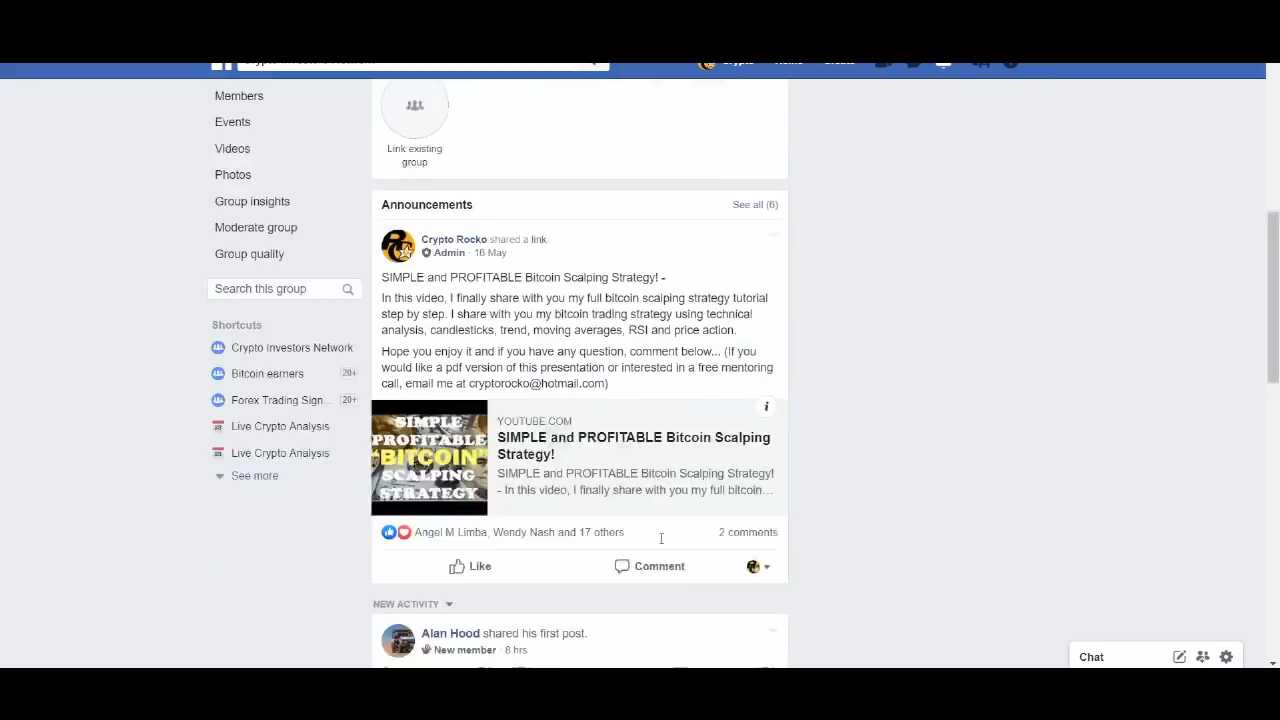 Members
Events
Videos
Photos
Group insights
Moderate group
Group quality
Search this group
Shortcuts
Crypto Investors Network
Bitcoin earners 20+
Forex Trading Sign... 20+
Live Crypto Analysis
Live Crypto Analysis
See more
Link existing
group
Announcements See all (6)
Crypto Rocko shared a link.
Admin · 16 May
SIMPLE and PROFITABLE Bitcoin Scalping Strategy! -
In this video, I finally share with you my full bitcoin scalping strategy tutorial
step by step. I share with you my bitcoin trading strategy using technical
analysis, candlesticks, trend, moving averages, RSI and price action.
Hope you enjoy it and if you have any question, comment below... (If you
would like a pdf version of this presentation or interested in a free mentoring
call, email me at cryptorocko@hotmail.com)
SIMPLE
PROFITABLE
"BITCOIN"
SCALPING
STRATEGY
YOUTUBE.COM
SIMPLE and PROFITABLE Bitcoin Scalping
Strategy!
SIMPLE and PROFITABLE Bitcoin Scalping Strategy!
- In this video, I finally share with you my full bitcoin...
Angel M Limba, Wendy Nash and 17 others 2 comments
Like Comment
NEW ACTIVITY
Alan Hood shared his first post.
New member · 8 hrs
Chat